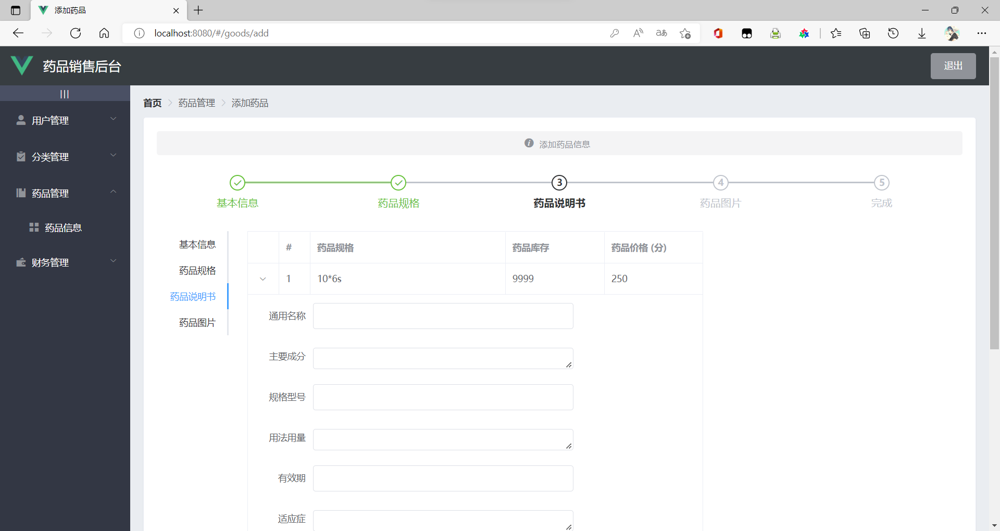 添加药品
localhost:8080/#/goods/add
药品销售后台
退出
|||
首页 药品管理 添加药品
用户管理
分类管理
药品管理
药品信息
财务管理
添加药品信息
3 4 5
基本信息 药品规格 药品说明书 药品图片 完成
基本信息
药品规格
药品说明书
药品图片
# 药品规格 药品库存 药品价格 (分)
1 10*6s 9999 250
通用名称
主要成分
规格型号
用法用量
有效期
适应症